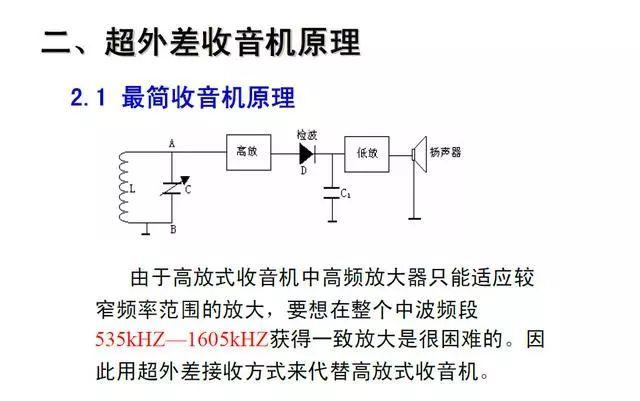 二、超外差收音机原理
2.1 最简收音机原理
A
高放
检波
D
低放
扬声器
L
C
C₁
B
由于高放式收音机中高频放大器只能适应较
窄频率范围的放大，要想在整个中波频段
535kHZ—1605kHZ获得一致放大是很困难的。因
此用超外差接收方式来代替高放式收音机。